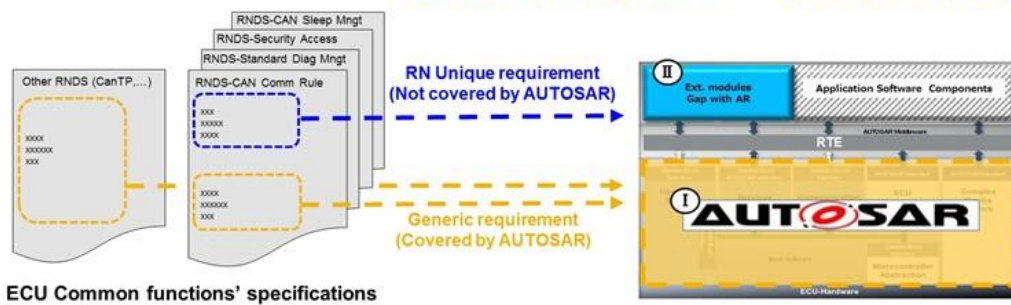 RNDS-CAN Sleep Mngt
RNDS-Security Access
RNDS-Standard Diag Mngt
Other RNDS (CanTP,...)
RNDS-CAN Comm Rule
xxx
xxxxx
xxxx
xxxx
xxxxxx
xxx
xxxx
xxxxxx
xxx
RN Unique requirement
(Not covered by AUTOSAR)
Generic requirement
(Covered by AUTOSAR)
II
Ext. modules
Gap with AR
Application Software Components
AUTOSAR Middleware
RTE
ECU
I
AUTOSAR
Microcontroller
Abstraction
ECU-Hardware
ECU Common functions' specifications